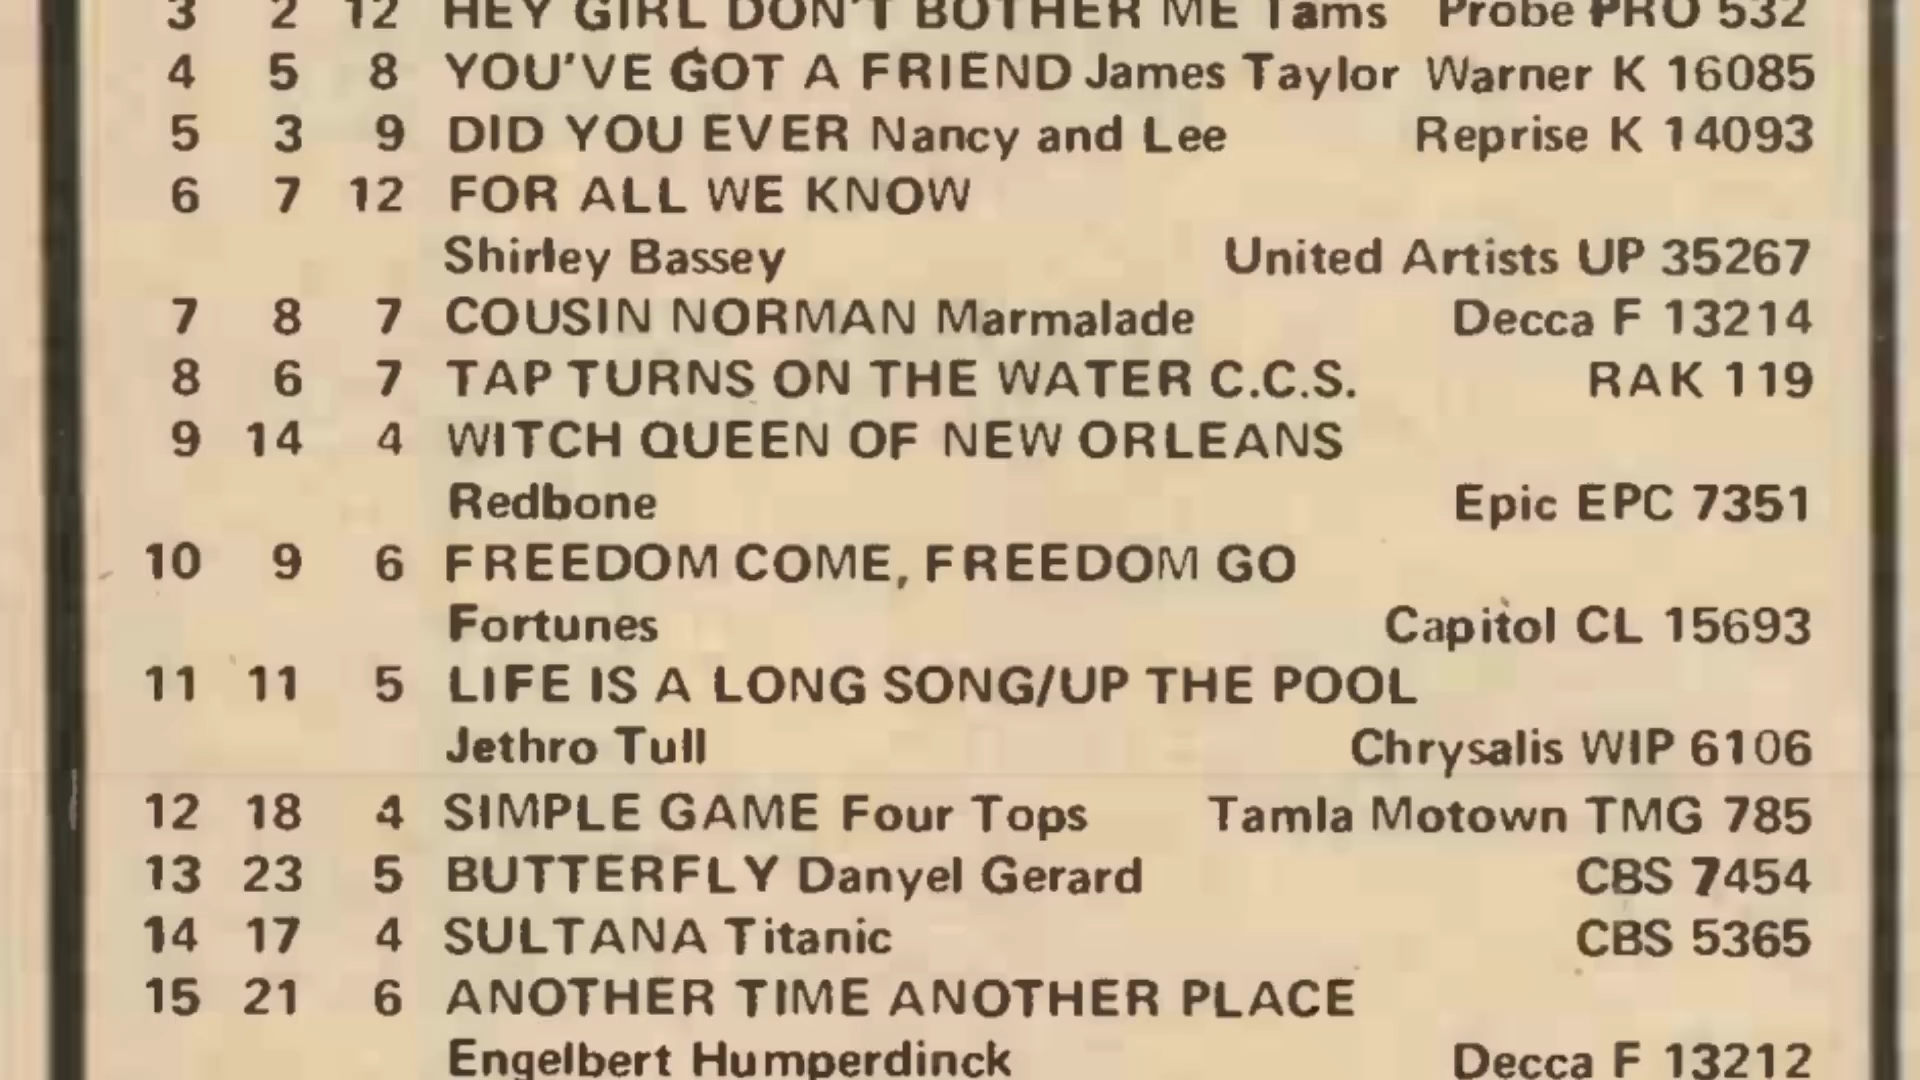 3 2 12 HEY GIRL DON'T BOTHER ME Tams Probe PRO 532
4 5 8 YOU'VE GOT A FRIEND James Taylor Warner K 16085
5 3 9 DID YOU EVER Nancy and Lee Reprise K 14093
6 7 12 FOR ALL WE KNOW
Shirley Bassey United Artists UP 35267
7 8 7 COUSIN NORMAN Marmalade Decca F 13214
8 6 7 TAP TURNS ON THE WATER C.C.S. RAK 119
9 14 4 WITCH QUEEN OF NEW ORLEANS
Redbone Epic EPC 7351
10 9 6 FREEDOM COME, FREEDOM GO
Fortunes Capitol CL 15693
11 11 5 LIFE IS A LONG SONG/UP THE POOL
Jethro Tull Chrysalis WIP 6106
12 18 4 SIMPLE GAME Four Tops Tamla Motown TMG 785
13 23 5 BUTTERFLY Danyel Gerard CBS 7454
14 17 4 SULTANA Titanic CBS 5365
15 21 6 ANOTHER TIME ANOTHER PLACE
Engelbert Humperdinck Decca F 13212